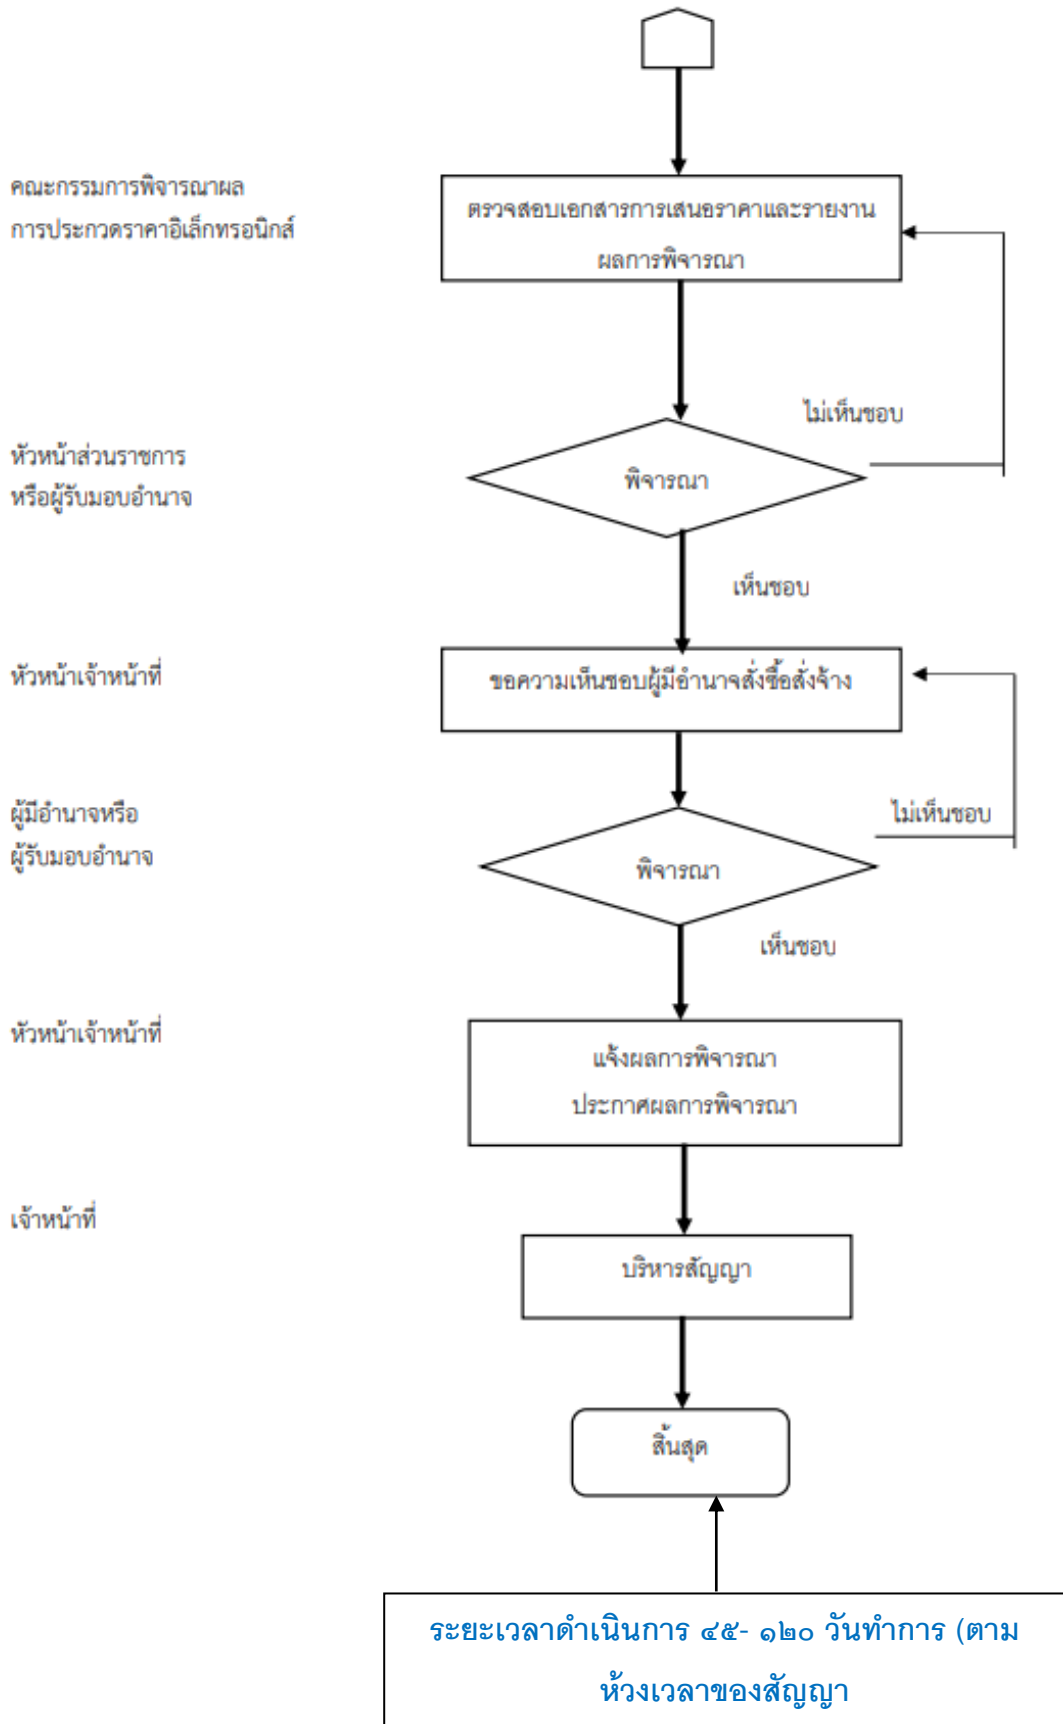 คณะกรรมการพิจารณาผล
การประกวดราคาอิเล็กทรอนิกส์
ตรวจสอบเอกสารการเสนอราคาและรายงาน
ผลการพิจารณา
ไม่เห็นชอบ
หัวหน้าส่วนราชการ
หรือผู้รับมอบอำนาจ
พิจารณา
เห็นชอบ
หัวหน้าเจ้าหน้าที่
ขอความเห็นชอบผู้มีอำนาจสั่งซื้อสั่งจ้าง
ผู้มีอำนาจหรือ
ผู้รับมอบอำนาจ
ไม่เห็นชอบ
พิจารณา
เห็นชอบ
หัวหน้าเจ้าหน้าที่
แจ้งผลการพิจารณา
ประกาศผลการพิจารณา
เจ้าหน้าที่
บริหารสัญญา
สิ้นสุด
ระยะเวลาดำเนินการ ๔๕- ๑๒๐ วันทำการ (ตาม
ห้วงเวลาของสัญญา